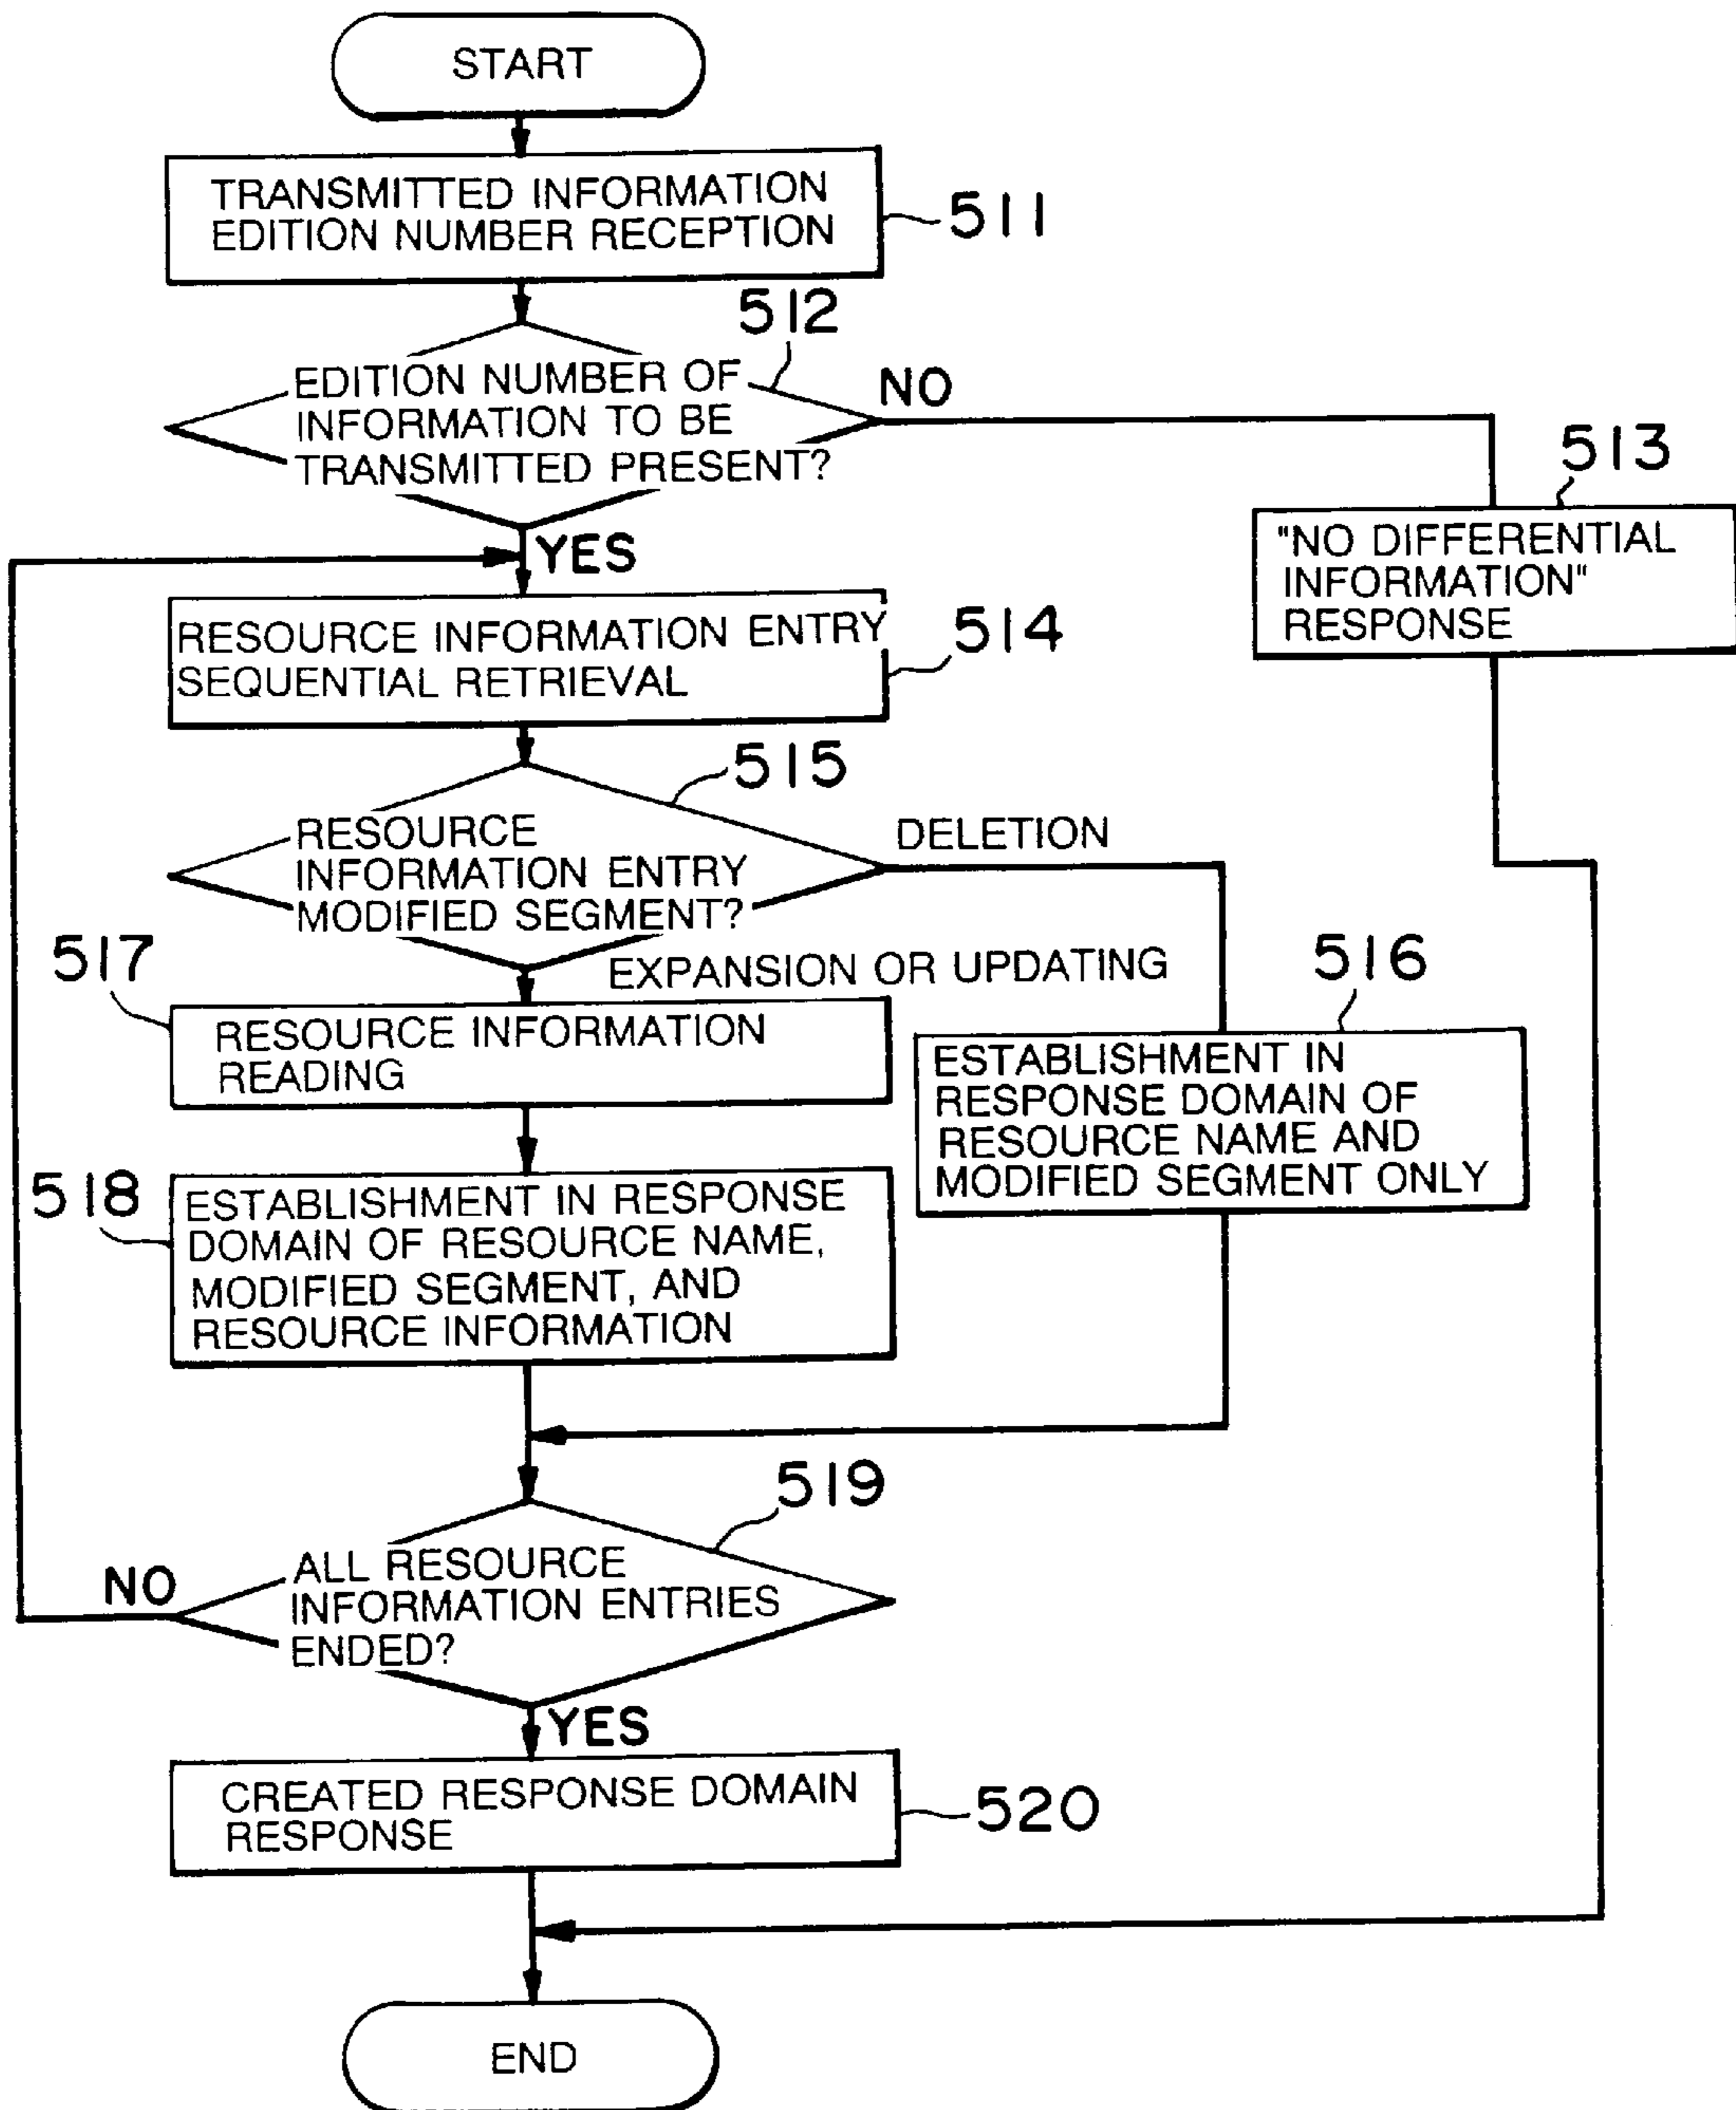 START
TRANSMITTED INFORMATION
EDITION NUMBER RECEPTION
511
512
EDITION NUMBER OF
INFORMATION TO BE
TRANSMITTED PRESENT?
NO
513
"NO DIFFERENTIAL
INFORMATION"
RESPONSE
YES
RESOURCE INFORMATION ENTRY
SEQUENTIAL RETRIEVAL
514
515
RESOURCE
INFORMATION ENTRY
MODIFIED SEGMENT?
DELETION
EXPANSION OR UPDATING
516
ESTABLISHMENT IN
RESPONSE DOMAIN OF
RESOURCE NAME AND
MODIFIED SEGMENT ONLY
517
RESOURCE INFORMATION
READING
518
ESTABLISHMENT IN RESPONSE
DOMAIN OF RESOURCE NAME,
MODIFIED SEGMENT, AND
RESOURCE INFORMATION
519
ALL RESOURCE
INFORMATION ENTRIES
ENDED?
NO
YES
CREATED RESPONSE DOMAIN
RESPONSE
520
END